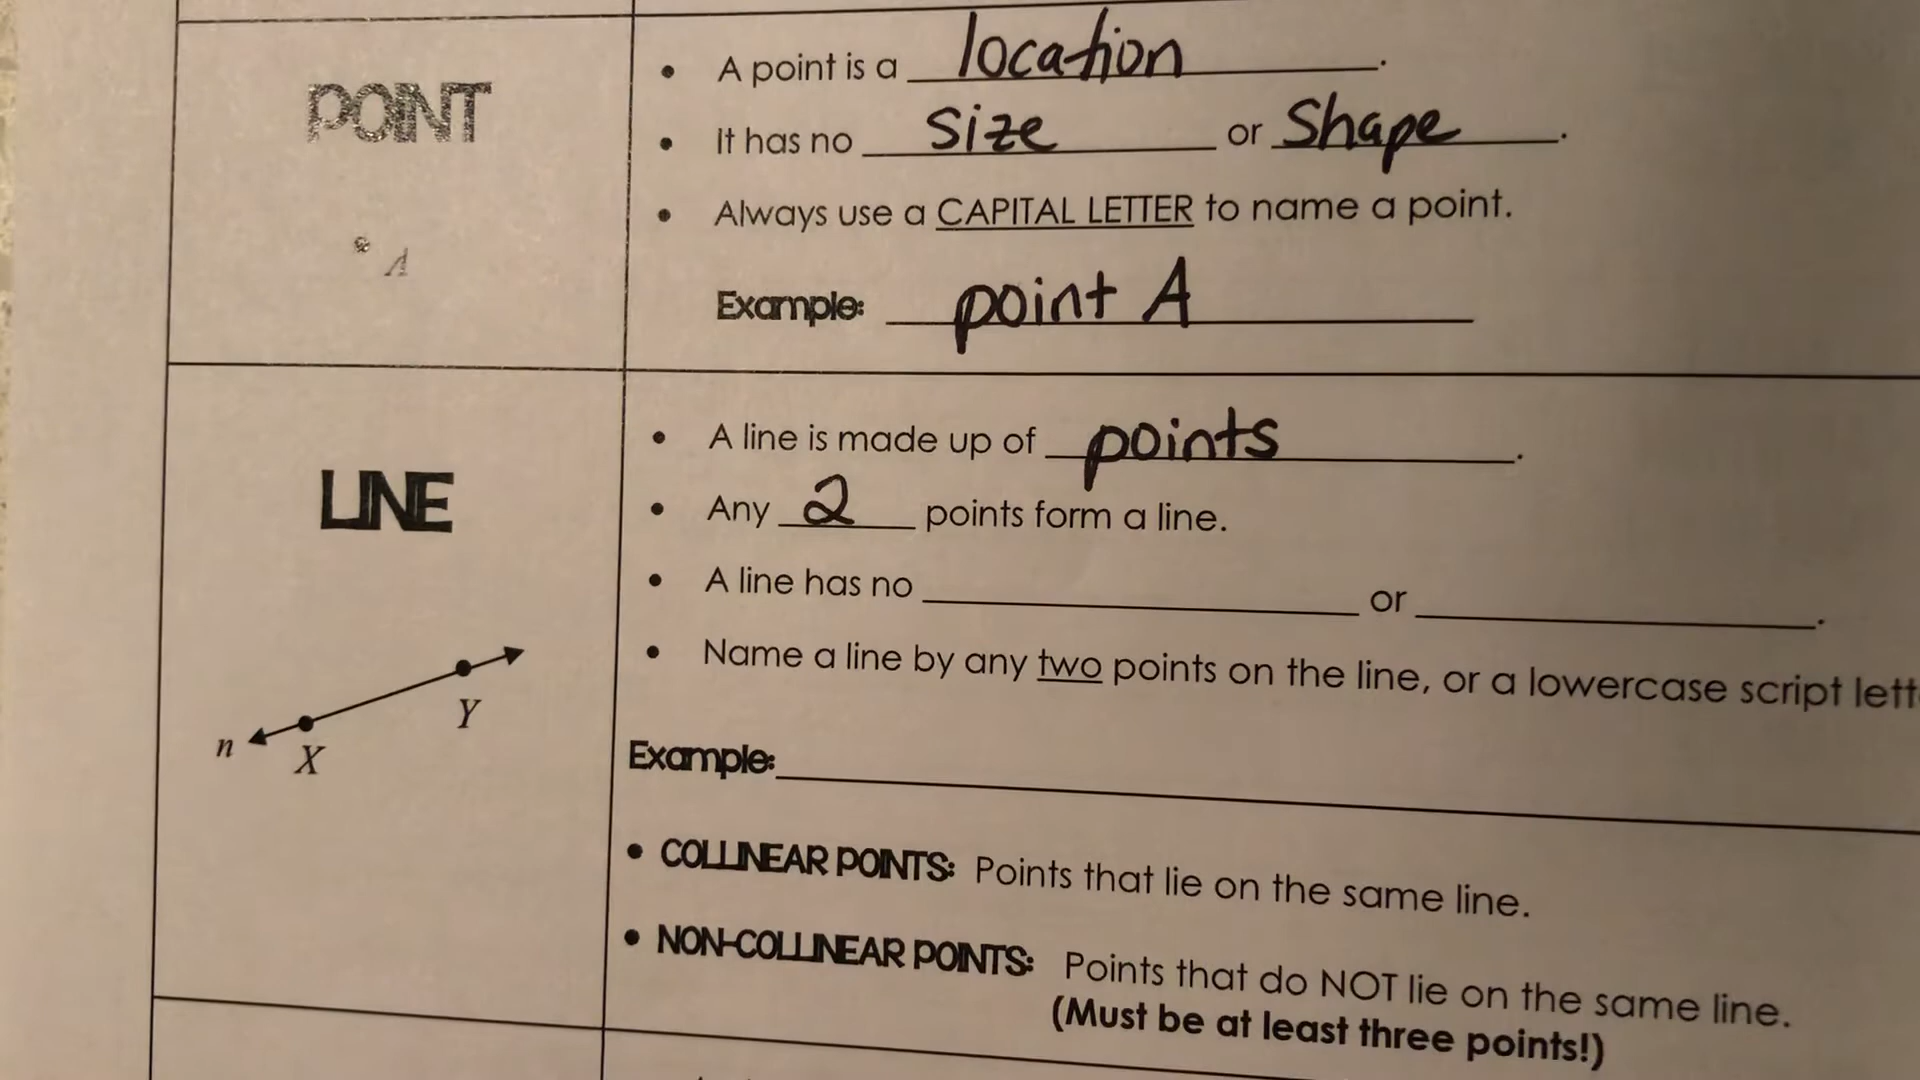 POINT
A
• A point is a location.
• It has no size or shape.
• Always use a CAPITAL LETTER to name a point.
Example: point A
LINE
n X Y
• A line is made up of points.
• Any 2 points form a line.
• A line has no ______ or ______.
• Name a line by any two points on the line, or a lowercase script
Example:
• COLLINEAR POINTS: Points that lie on the same line.
• NON-COLLINEAR POINTS: Points that do NOT lie on the same line.
(Must be at least three points!)